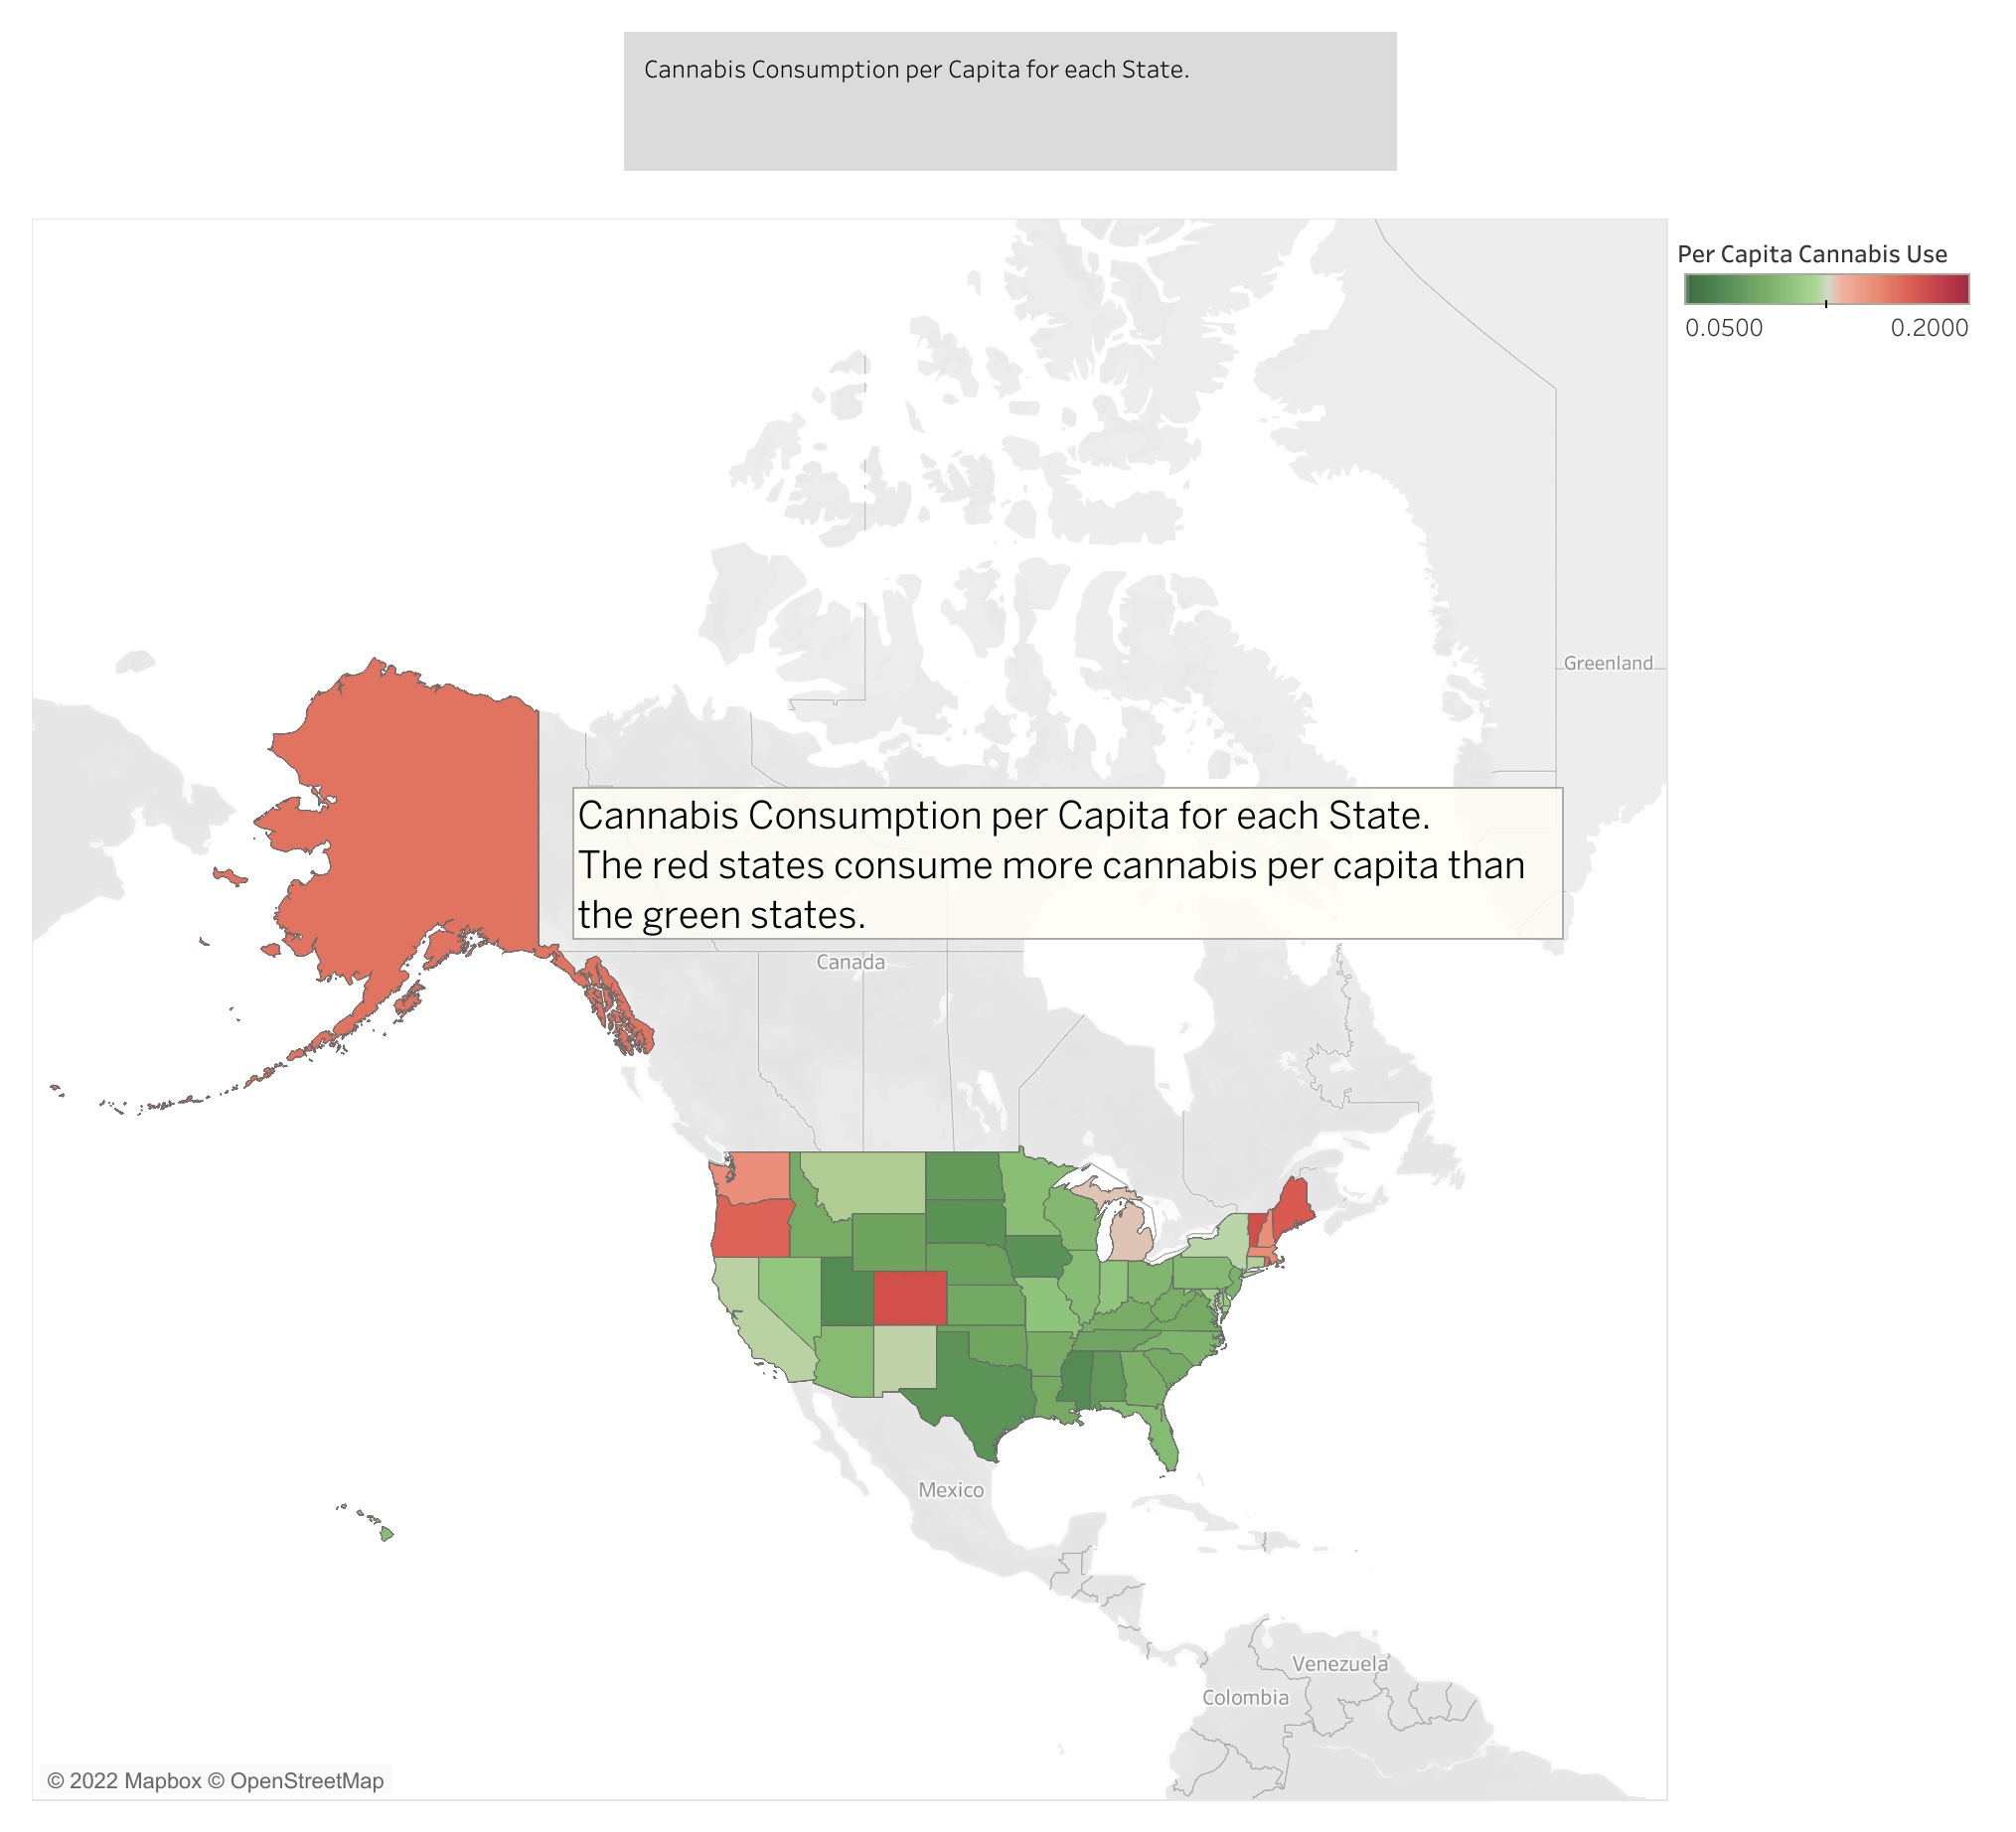 Cannabis Consumption per Capita for each State.
Per Capita Cannabis Use
0.0500 0.2000
Greenland
Cannabis Consumption per Capita for each State.
The red states consume more cannabis per capita than
the green states.
Canada
Mexico
Venezuela
Colombia
© 2022 Mapbox © OpenStreetMap